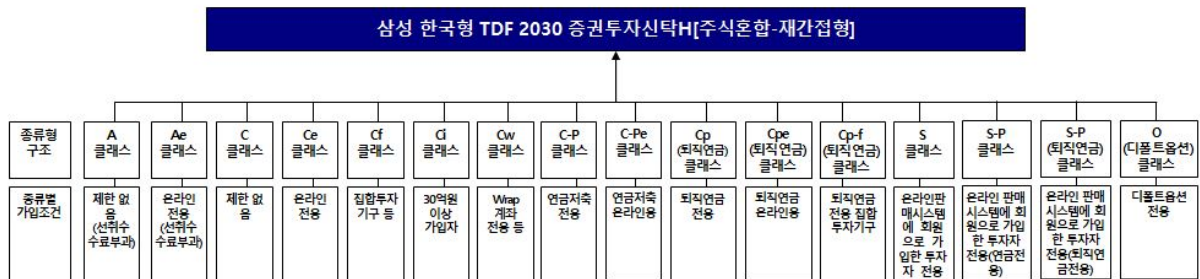 삼성 한국형 TDF 2030 증권투자신탁H[주식혼합-재간접형]
종류형
구조
A
클래스
Ae
클래스
C
클래스
Ce
클래스
Cf
클래스
Ci
클래스
Cw
클래스
C-P
클래스
C-Pe
클래스
Cp
(퇴직연금)
클래스
Cpe
(퇴직연금)
클래스
Cp-f
(퇴직연금)
클래스
S
클래스
S-P
클래스
S-P
(퇴직연금)
클래스
O
(디폴트옵션)
클래스
종류별
가입조건
제한 없
음
(선취수
수료부과)
온라인
전용
(선취수
수료부과)
제한 없
음
온라인
전용
집합투자
기구 등
30억원
이상
가입자
Wrap
계좌
전용 등
연금저축
전용
연금저축
온라인용
퇴직연금
전용
퇴직연금
온라인용
퇴직연금
전용 집합
투자기구
온라인판
매시스템
에 회원
으로 가
입한 투자
자 전용
온라인 판매
시스템에 회
원으로 가입
한 투자자
전용(연금전
용)
온라인 판매
시스템에 회
원으로 가입
한 투자자
전용(퇴직연
금전용)
디폴트옵션
전용